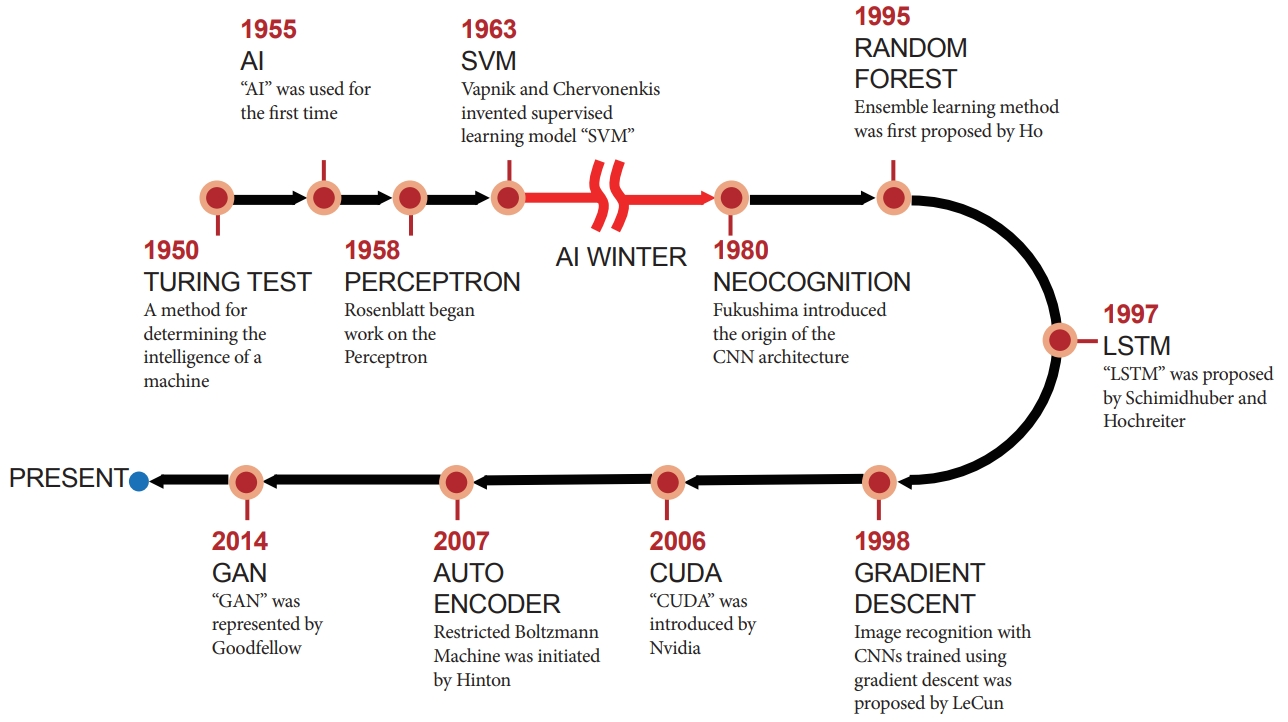 1955
AI
“AI” was used for
the first time
1963
SVM
Vapnik and Chervonenkis
invented supervised
learning model “SVM”
1995
RANDOM
FOREST
Ensemble learning method
was first proposed by Ho
1950
TURING TEST
A method for
determining the
intelligence of a
machine
1958
PERCEPTRON
Rosenblatt began
work on the
Perceptron
AI WINTER
1980
NEOCOGNITION
Fukushima introduced
the origin of the
CNN architecture
1997
LSTM
“LSTM” was proposed
by Schimidhuber and
Hochreiter
PRESENT
2014
GAN
“GAN” was
represented by
Goodfellow
2007
AUTO
ENCODER
Restricted Boltzmann
Machine was initiated
by Hinton
2006
CUDA
“CUDA” was
introduced by
Nvidia
1998
GRADIENT
DESCENT
Image recognition with
CNNs trained using
gradient descent was
proposed by LeCun